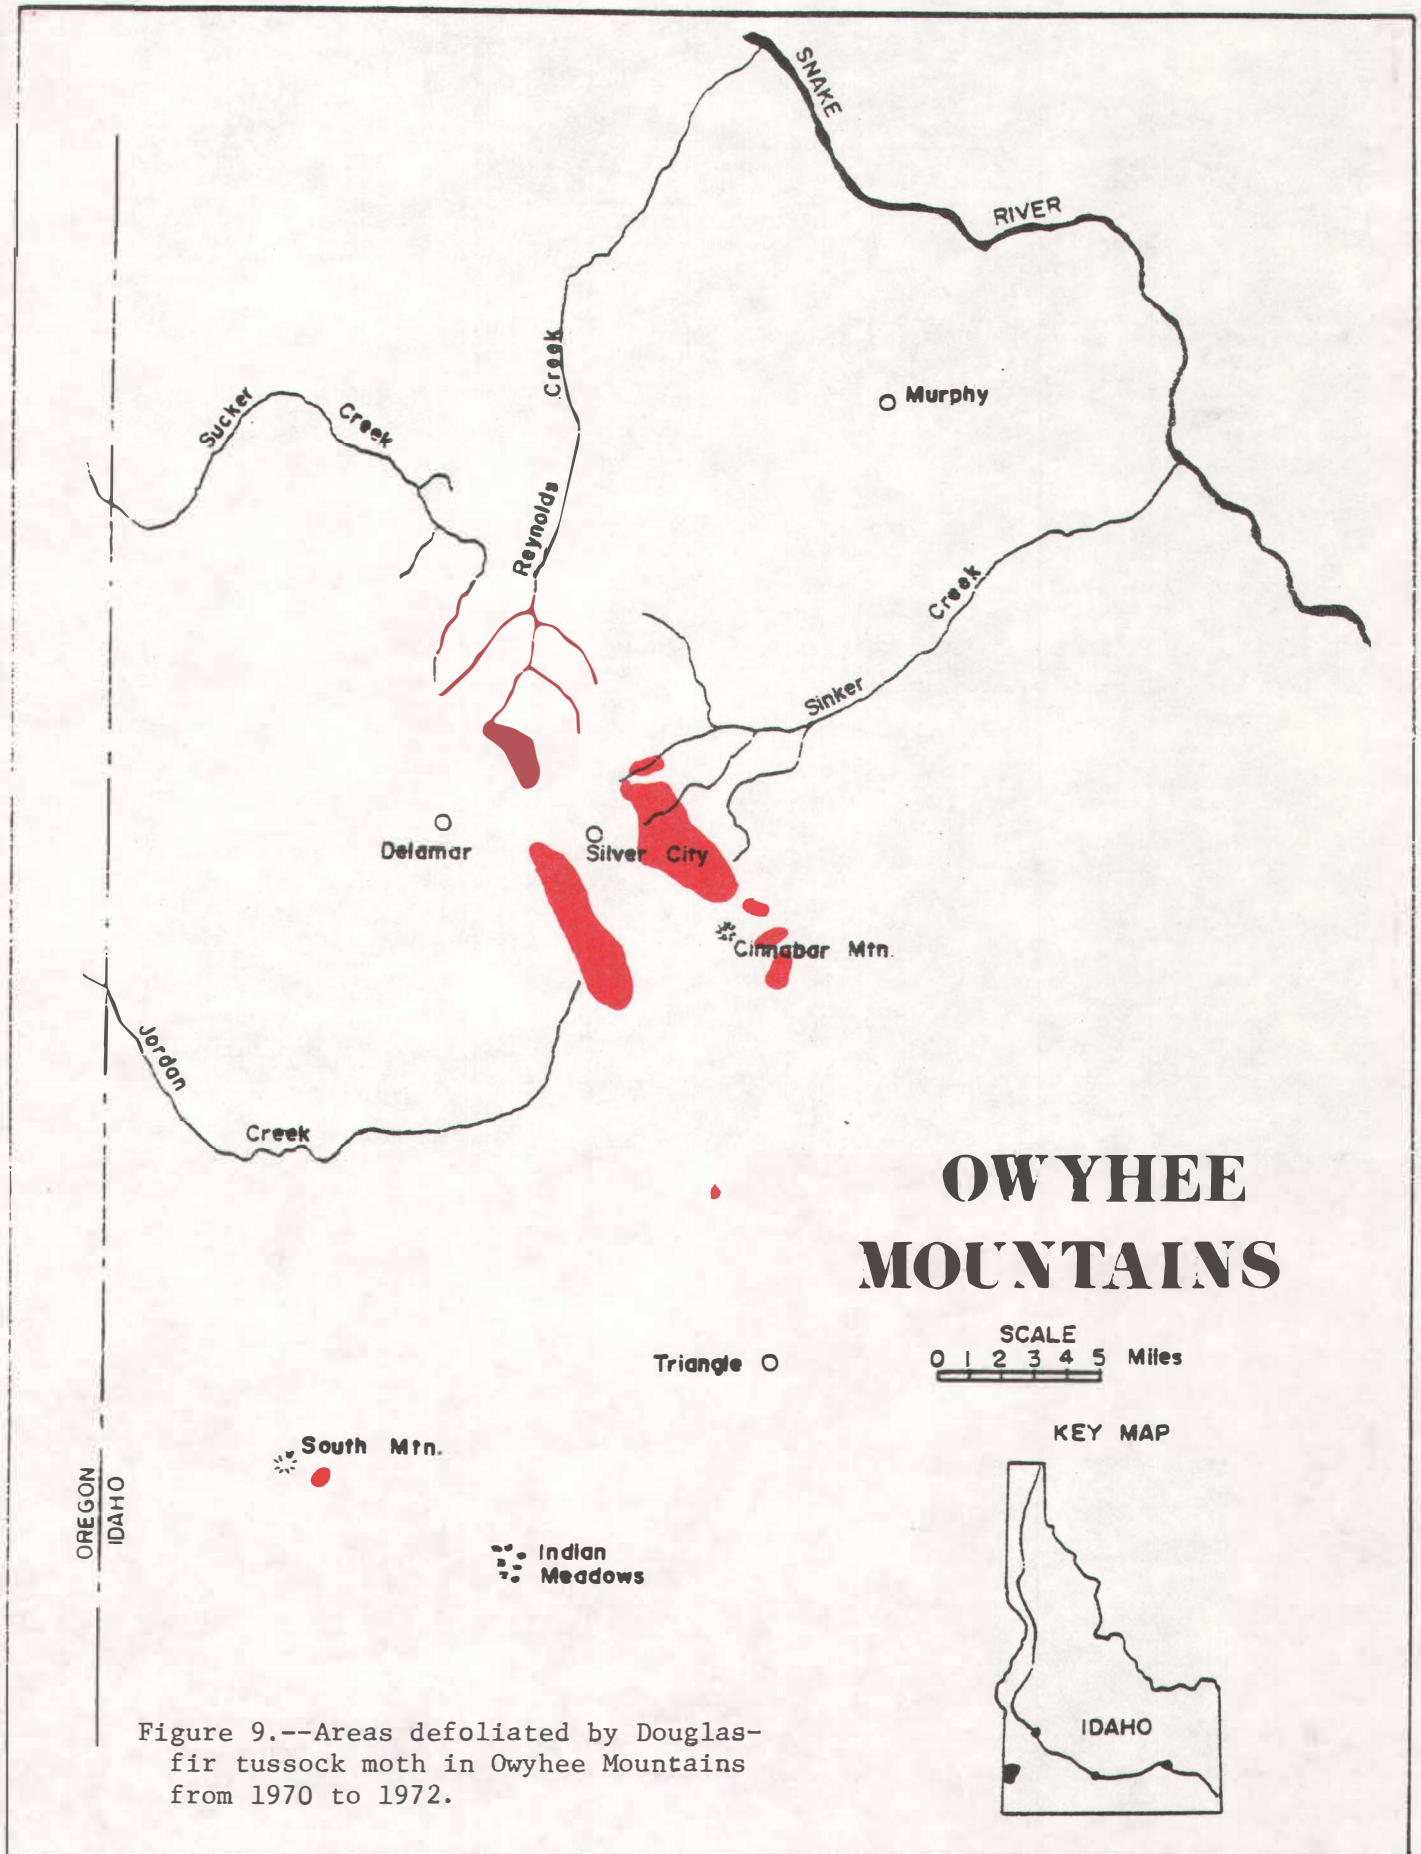 SNAKE
RIVER
Creek
Murphy
Sucker
Creek
Reynolds
Creek
Sinker
Delamar
Silver City
Cinnabar Mtn.
Jordan
Creek
OWYHEE
MOUNTAINS
SCALE
0 1 2 3 4 5 Miles
Triangle
KEY MAP
South Mtn.
OREGON
IDAHO
Indian
Meadows
IDAHO
Figure 9.--Areas defoliated by Douglas-
fir tussock moth in Owyhee Mountains
from 1970 to 1972.